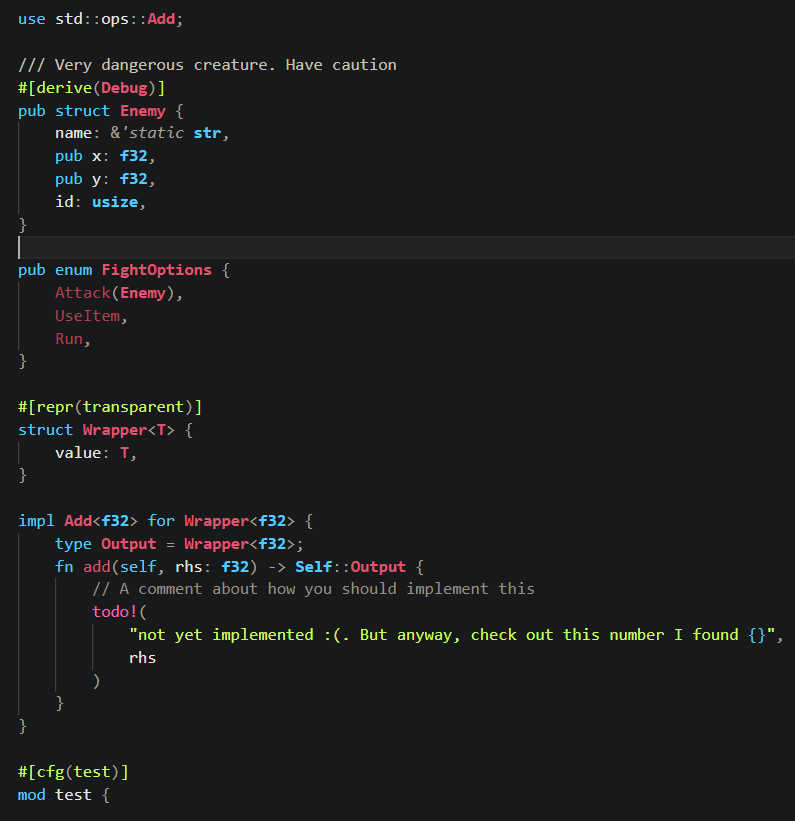 use std::ops::Add;

/// Very dangerous creature. Have caution
#[derive(Debug)]
pub struct Enemy {
    name: &'static str,
    pub x: f32,
    pub y: f32,
    id: usize,
}

pub enum FightOptions {
    Attack(Enemy),
    UseItem,
    Run,
}

#[repr(transparent)]
struct Wrapper<T> {
    value: T,
}

impl Add<f32> for Wrapper<f32> {
    type Output = Wrapper<f32>;
    fn add(self, rhs: f32) -> Self::Output {
        // A comment about how you should implement this
        todo!(
            "not yet implemented :(. But anyway, check out this number I found {}",
            rhs
        )
    }
}

#[cfg(test)]
mod test {